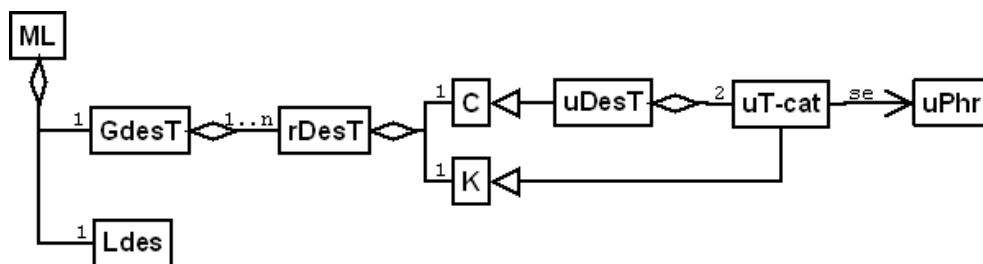 ML
1 GdesT 1..n rDesT
1 C uDesT 2 uT-cat se uPhr
1 K
1 Ldes